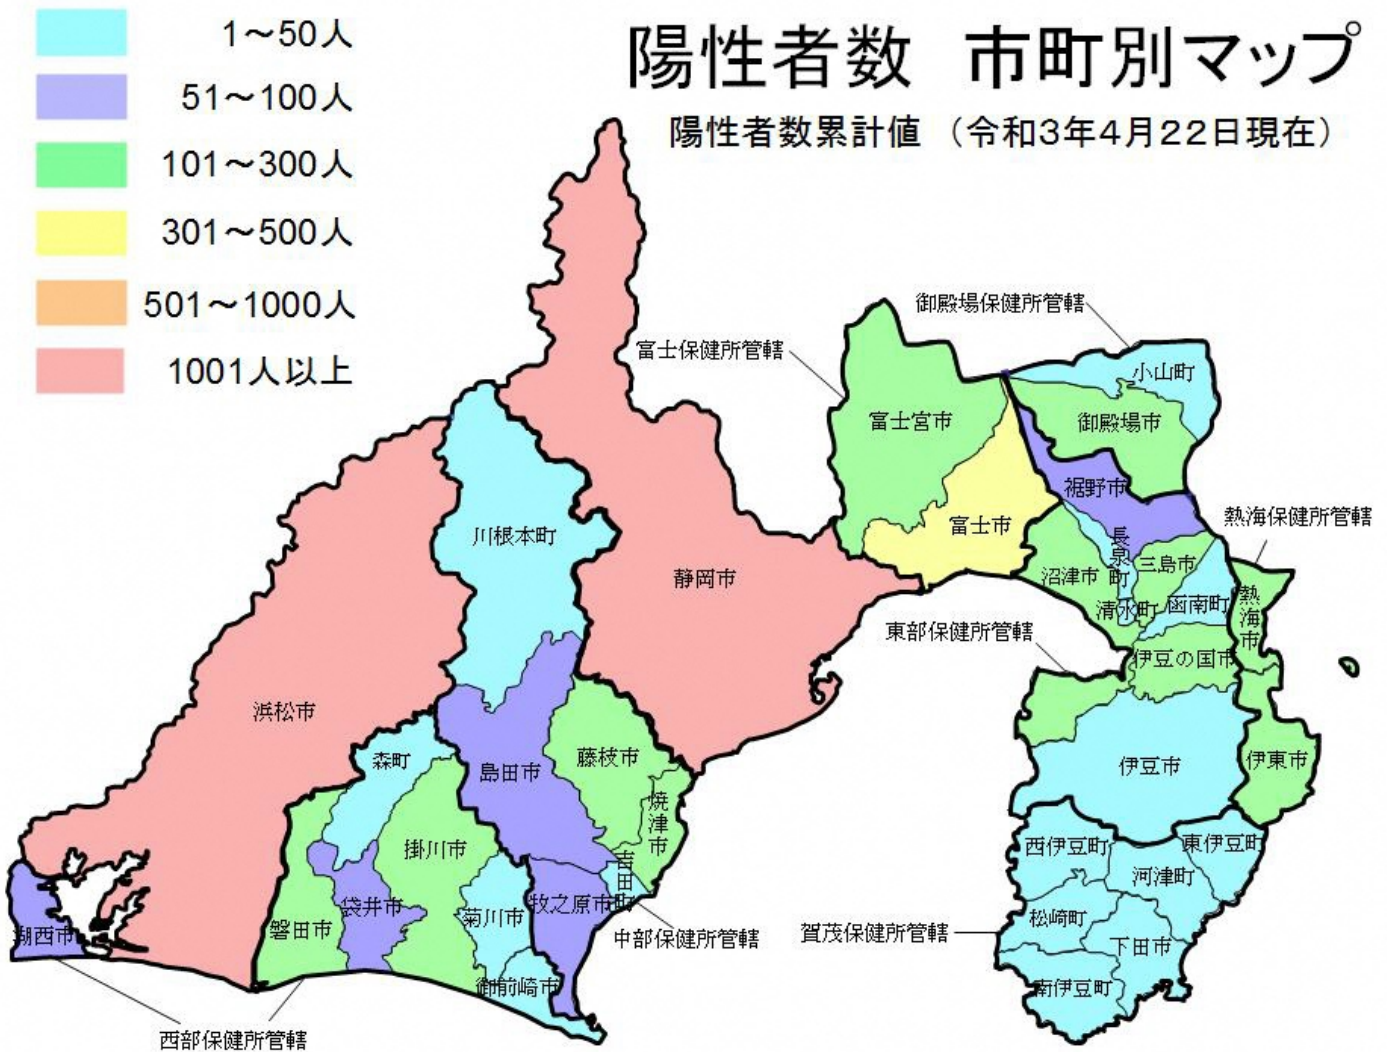 1～50人
51～100人
101～300人
301～500人
501～1000人
1001人以上
陽性者数 市町別マップ
陽性者数累計値 （令和3年4月22日現在）
御殿場保健所管轄
富士保健所管轄
小山町
富士宮市
御殿場市
裾野市
熱海保健所管轄
富士市
川根本町
長泉町
静岡市
沼津市
三島市
清水町
函南町
熱海市
東部保健所管轄
伊豆の国市
浜松市
森町
島田市
藤枝市
伊豆市
伊東市
焼津市
掛川市
西伊豆町
東伊豆町
吉田町
河津町
袋井市
牧之原市
菊川市
松崎町
磐田市
湖西市
中部保健所管轄
賀茂保健所管轄
下田市
御前崎市
南伊豆町
西部保健所管轄